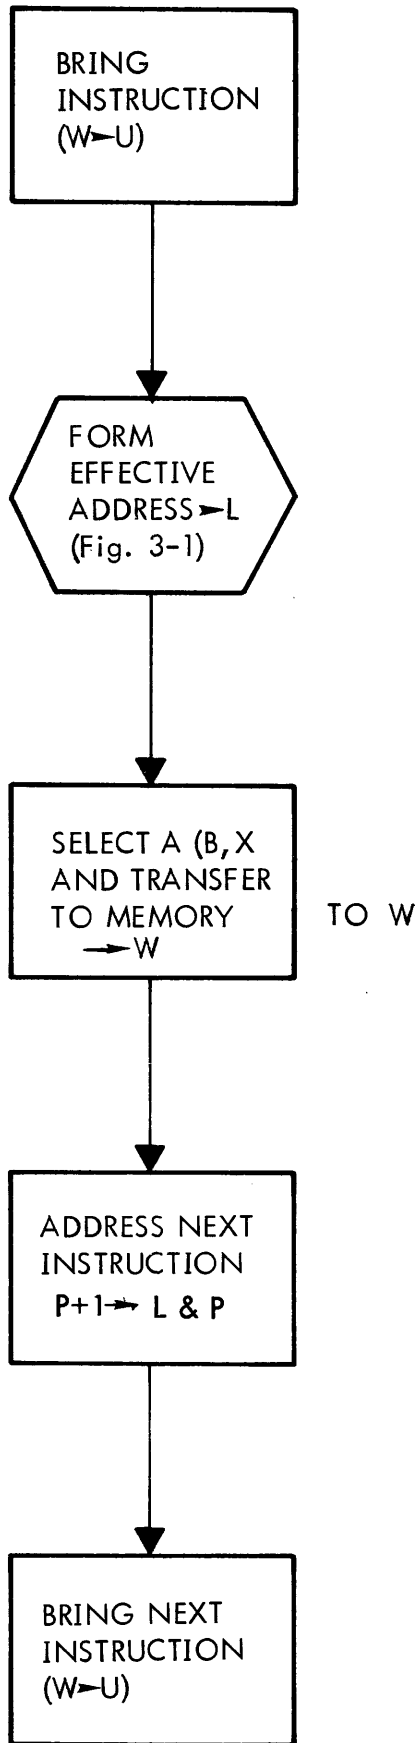 BRING
INSTRUCTION
(W→U)
FORM
EFFECTIVE
ADDRESS→L
(Fig. 3-1)
SELECT A (B, X
AND TRANSFER
TO MEMORY
→W
TO W
ADDRESS NEXT
INSTRUCTION
P+1→ L & P
BRING NEXT
INSTRUCTION
(W→U)